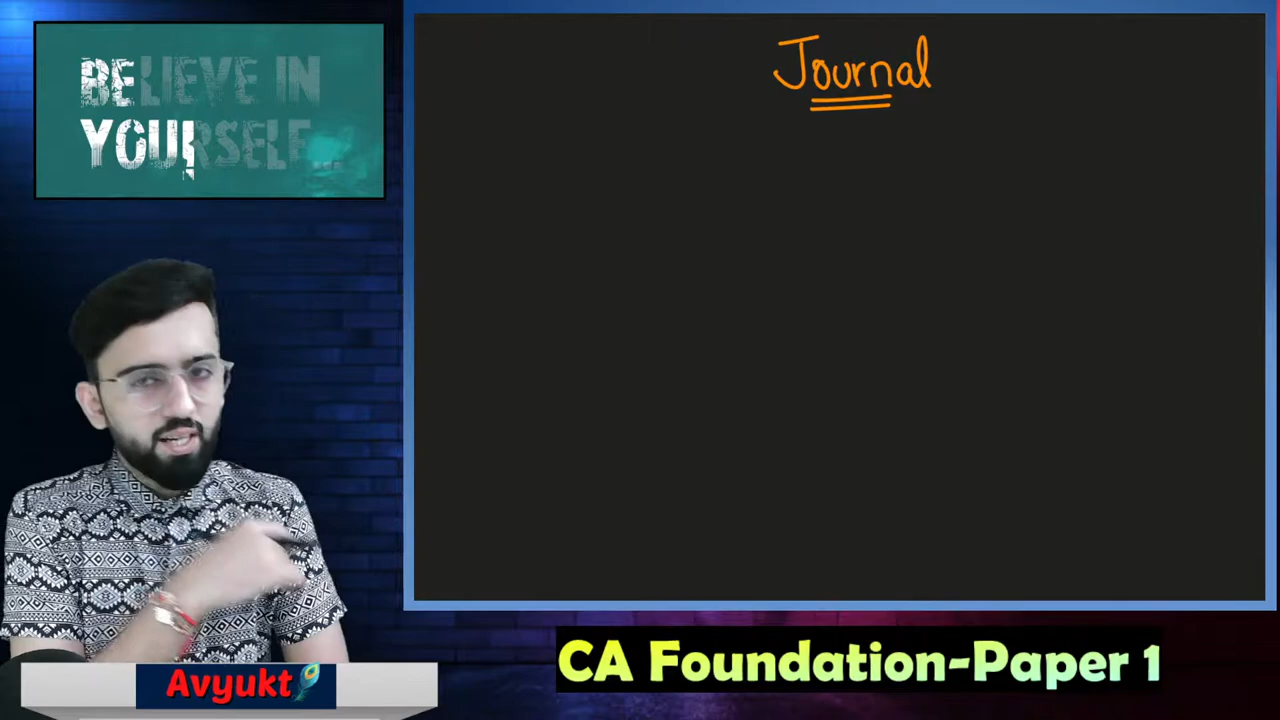 BELIEVE IN
YOURSELF...
Journal
Avyukt
CA Foundation-Paper 1